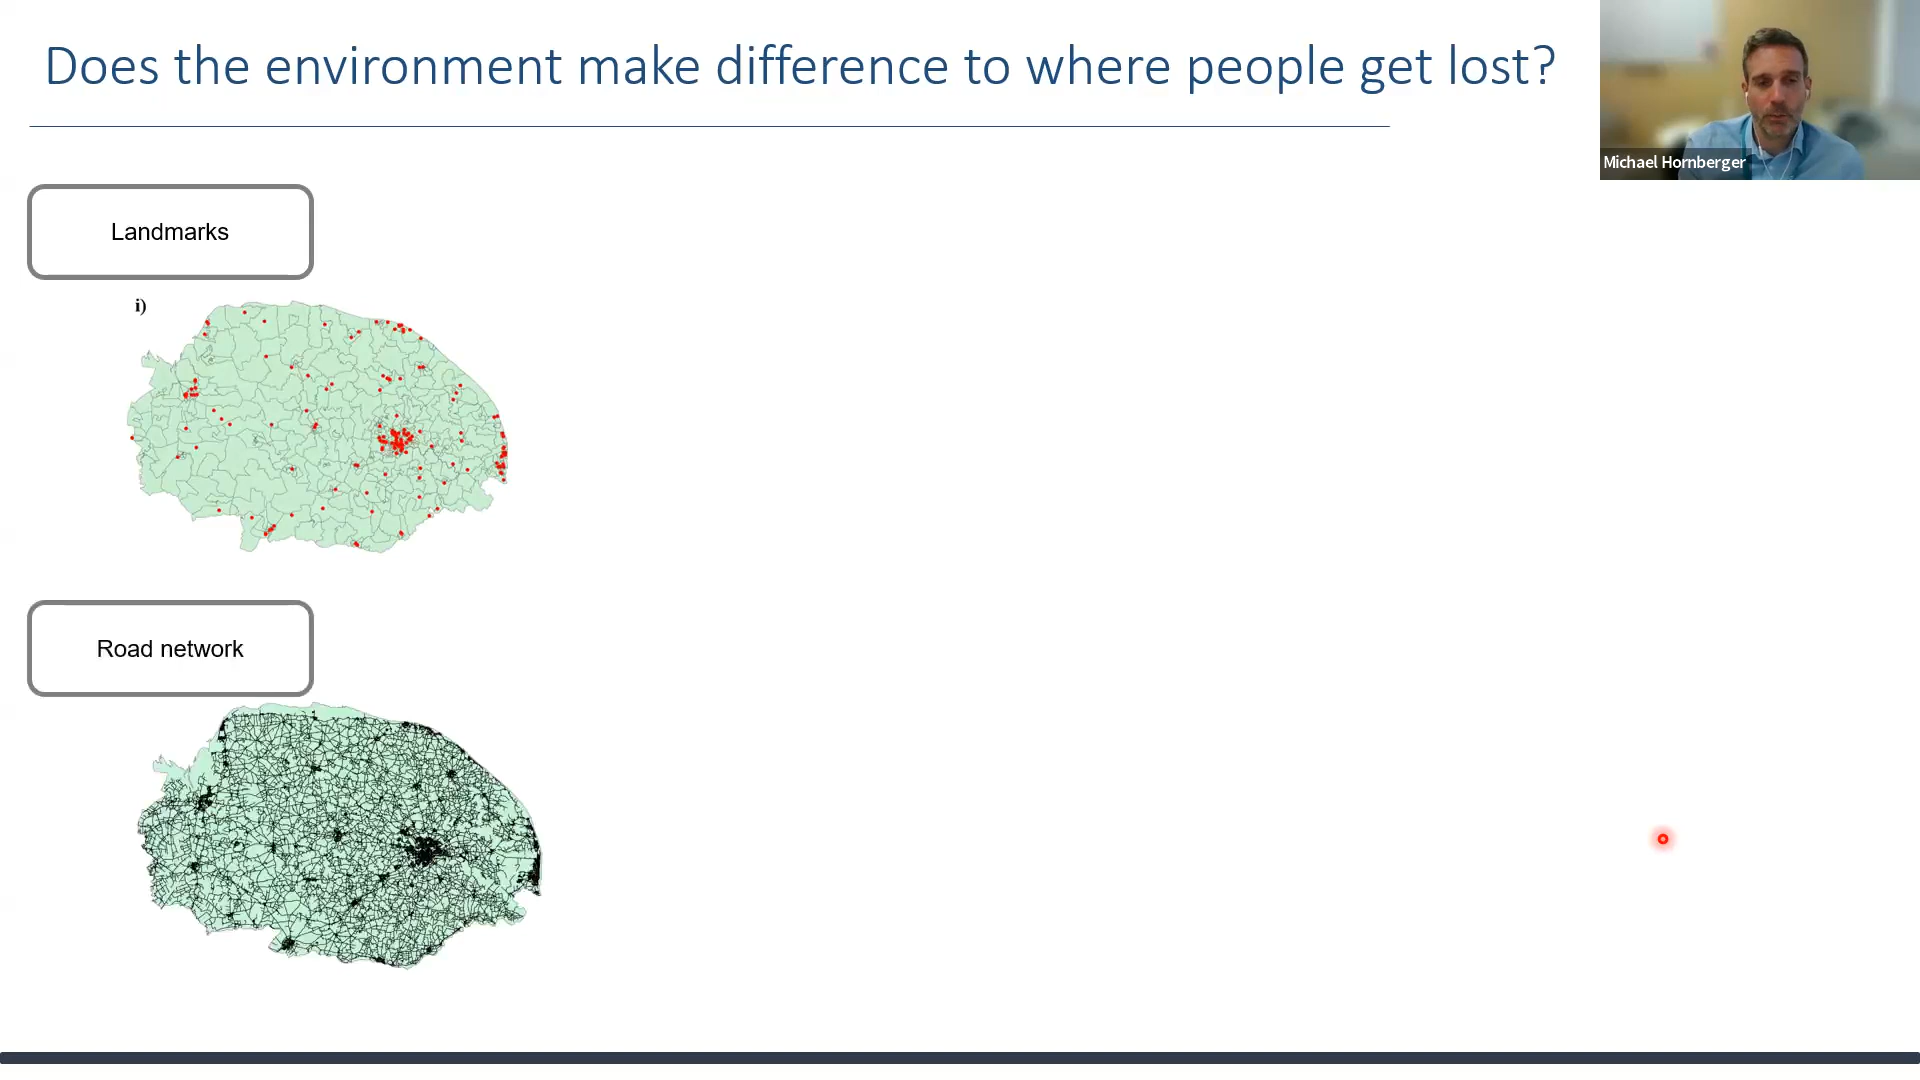 Does the environment make difference to where people get lost?
Michael Hornberger
Landmarks
i)
Road network